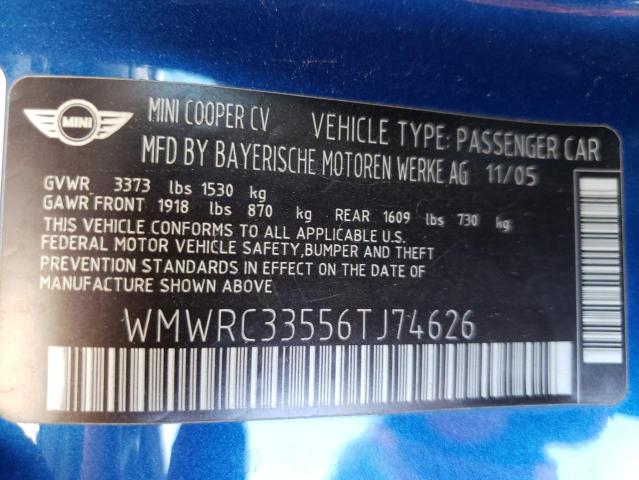 MINI
MINI COOPER CV VEHICLE TYPE: PASSENGER CAR
MFD BY BAYERISCHE MOTOREN WERKE AG 11/05
GVWR 3373 lbs 1530 kg
GAWR FRONT 1918 lbs 870 kg REAR 1609 lbs 730 kg
THIS VEHICLE CONFORMS TO ALL APPLICABLE U.S.
FEDERAL MOTOR VEHICLE SAFETY,BUMPER AND THEFT
PREVENTION STANDARDS IN EFFECT ON THE DATE OF
MANUFACTURE SHOWN ABOVE
WMWRC33556TJ74626